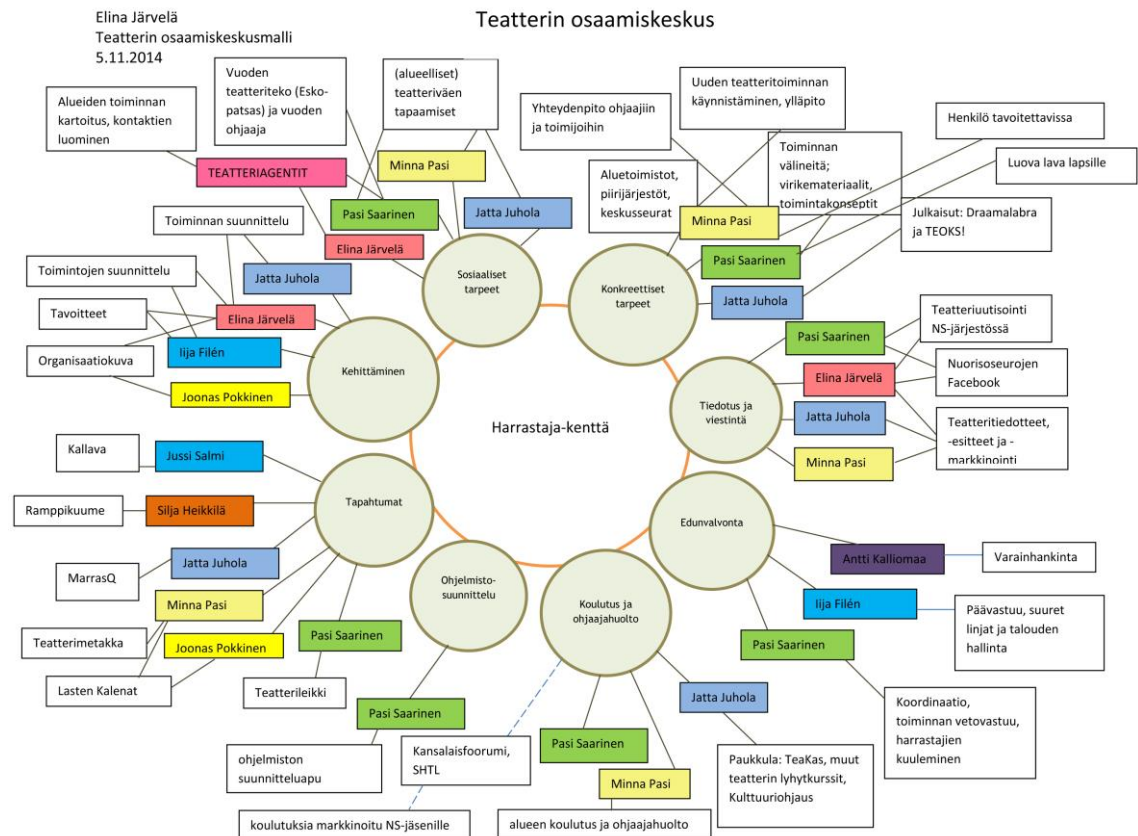 Elina Järvelä
Teatterin osaamiskeskusmalli
5.11.2014
Teatterin osaamiskeskus
Alueiden toiminnan
kartoitus, kontaktien
luominen
Vuoden
teatteriteko (Esko-
patsas) ja vuoden
ohjaaja
(alueelliset)
teatteriväen
tapaamiset
Yhteydenpito ohjaajiin
ja toimijoihin
Uuden teatteritoiminnan
käynnistäminen, ylläpito
Henkilö tavoitettavissa
Luova lava lapsille
Aluetoimistot,
piirijärjestöt,
keskusseurat
Toiminnan
välineitä;
virikemateriaalit,
toimintakonseptit
Julkaisut: Draamalabra
ja TEOKS!
TEATTERIAGENTIT
Minna Pasi
Pasi Saarinen
Jatta Juhola
Elina Järvelä
Sosiaaliset
tarpeet
Minna Pasi
Pasi Saarinen
Jatta Juhola
Konkreettiset
tarpeet
Toiminnan suunnittelu
Toimintojen suunnittelu
Tavoitteet
Organisaatiokuva
Jatta Juhola
Elina Järvelä
Iija Filén
Joonas Pokkinen
Kehittäminen
Harrastaja-kenttä
Tiedotus ja
viestintä
Pasi Saarinen
Elina Järvelä
Jatta Juhola
Minna Pasi
Teatteriuutisointi
NS-järjestössä
Nuorisoseurojen
Facebook
Teatteritiedotteet,
-esitteet ja -
markkinointi
Kallava
Jussi Salmi
Ramppikuume
Silja Heikkilä
Tapahtumat
MarrasQ
Jatta Juhola
Minna Pasi
Teatterimetakka
Joonas Pokkinen
Lasten Kalenat
Pasi Saarinen
Teatterileikki
Ohjelmisto-
suunnittelu
Pasi Saarinen
ohjelmiston
suunnitteluapu
Koulutus ja
ohjaajahuolto
Kansalaisfoorumi,
SHTL
koulutuksia markkinoitu NS-jäsenille
Pasi Saarinen
Minna Pasi
alueen koulutus ja ohjaajahuolto
Jatta Juhola
Paukkula: TeaKas, muut
teatterin lyhytkurssit,
Kulttuuriohjaus
Edunvalvonta
Antti Kalliomaa
Varainhankinta
Iija Filén
Päävastuu, suuret
linjat ja talouden
hallinta
Pasi Saarinen
Koordinaatio,
toiminnan vetovastuu,
harrastajien
kuuleminen